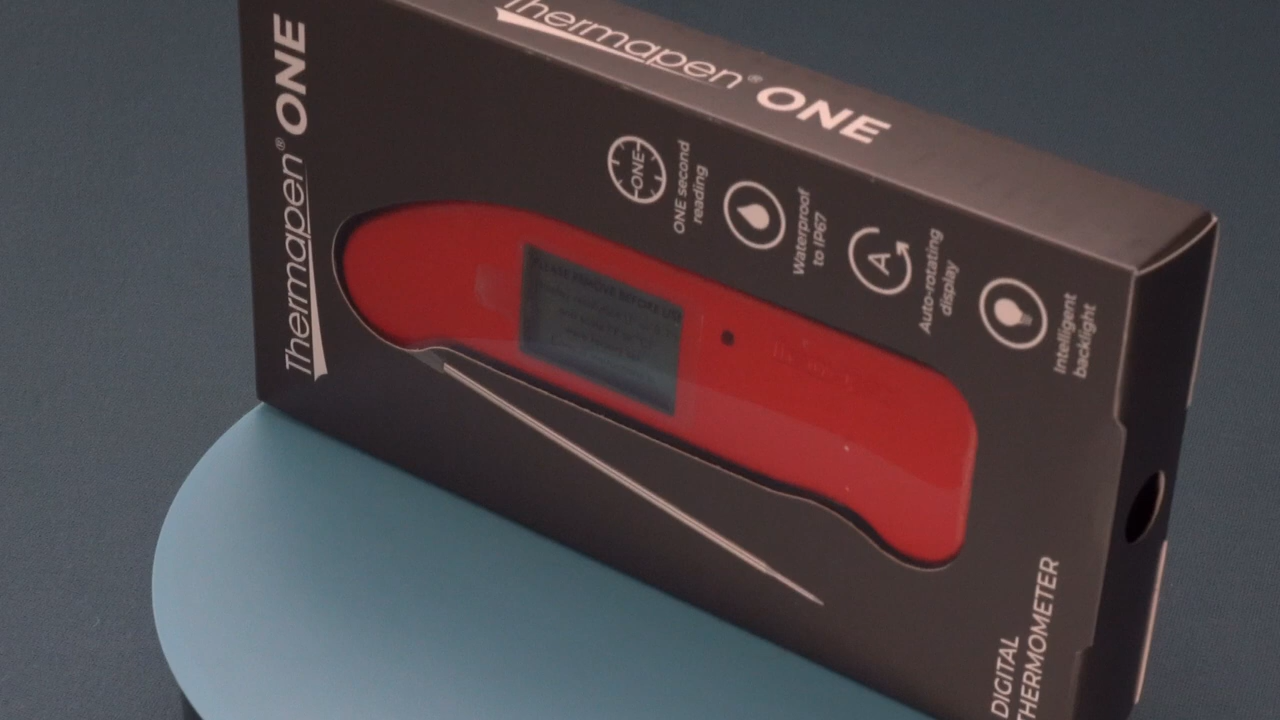 Thermapen® ONE
Thermapen® ONE
ONE
ONE second
reading
Waterproof
to IP67
A
Auto-rotating
display
Intelligent
backlight
DIGITAL
THERMOMETER